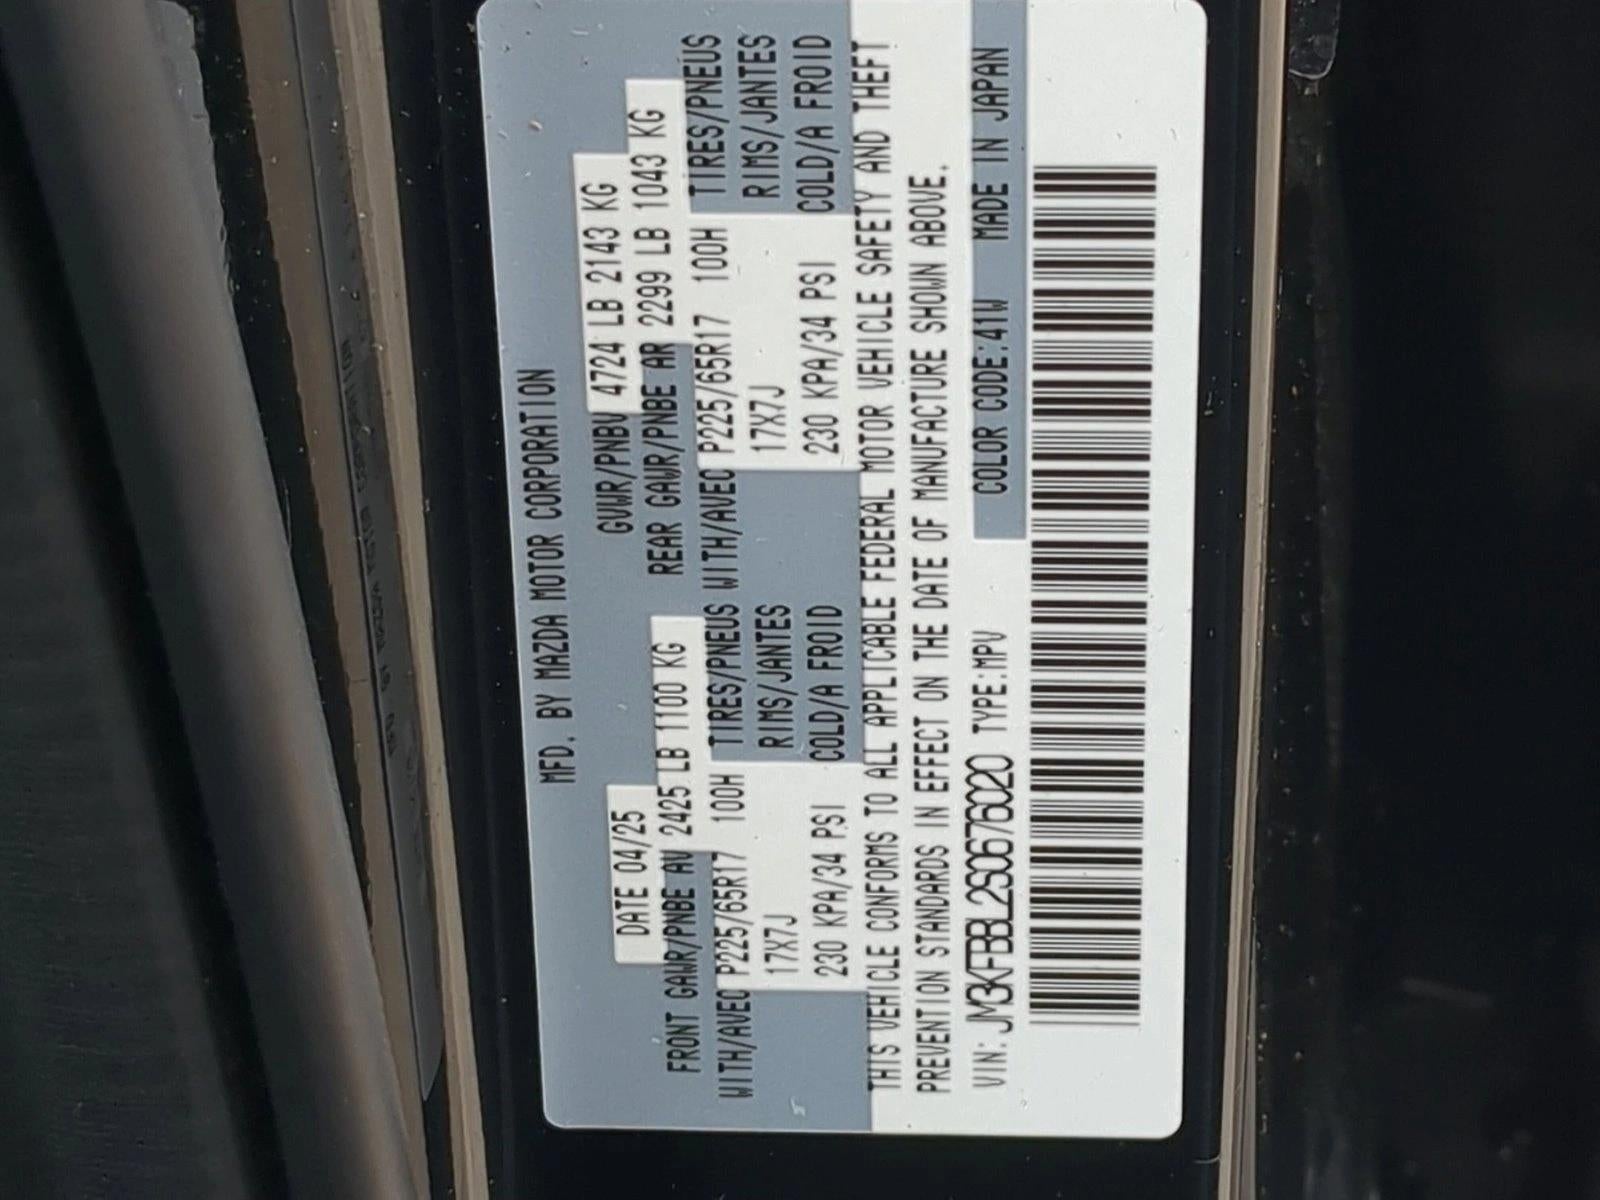 MFD. BY MAZDA MOTOR CORPORATION
DATE 04/25 GVWR/PNBV 4724 LB 2143 KG
FRONT GAWR/PNBE AV 2425 LB 1100 KG REAR GAWR/PNBE AR 2299 LB 1043 KG
WITH/AVEC P225/65R17 100H TIRES/PNEUS WITH/AVEC P225/65R17 100H TIRES/PNEUS
17X7J RIMS/JANTES 17X7J RIMS/JANTES
230 KPA/34 PSI COLD/A FROID 230 KPA/34 PSI COLD/A FROID
THIS VEHICLE CONFORMS TO ALL APPLICABLE FEDERAL MOTOR VEHICLE SAFETY AND THEFT
PREVENTION STANDARDS IN EFFECT ON THE DATE OF MANUFACTURE SHOWN ABOVE.
VIN: JM3KFBBL2S0676020 TYPE:MPV COLOR CODE:41W MADE IN JAPAN